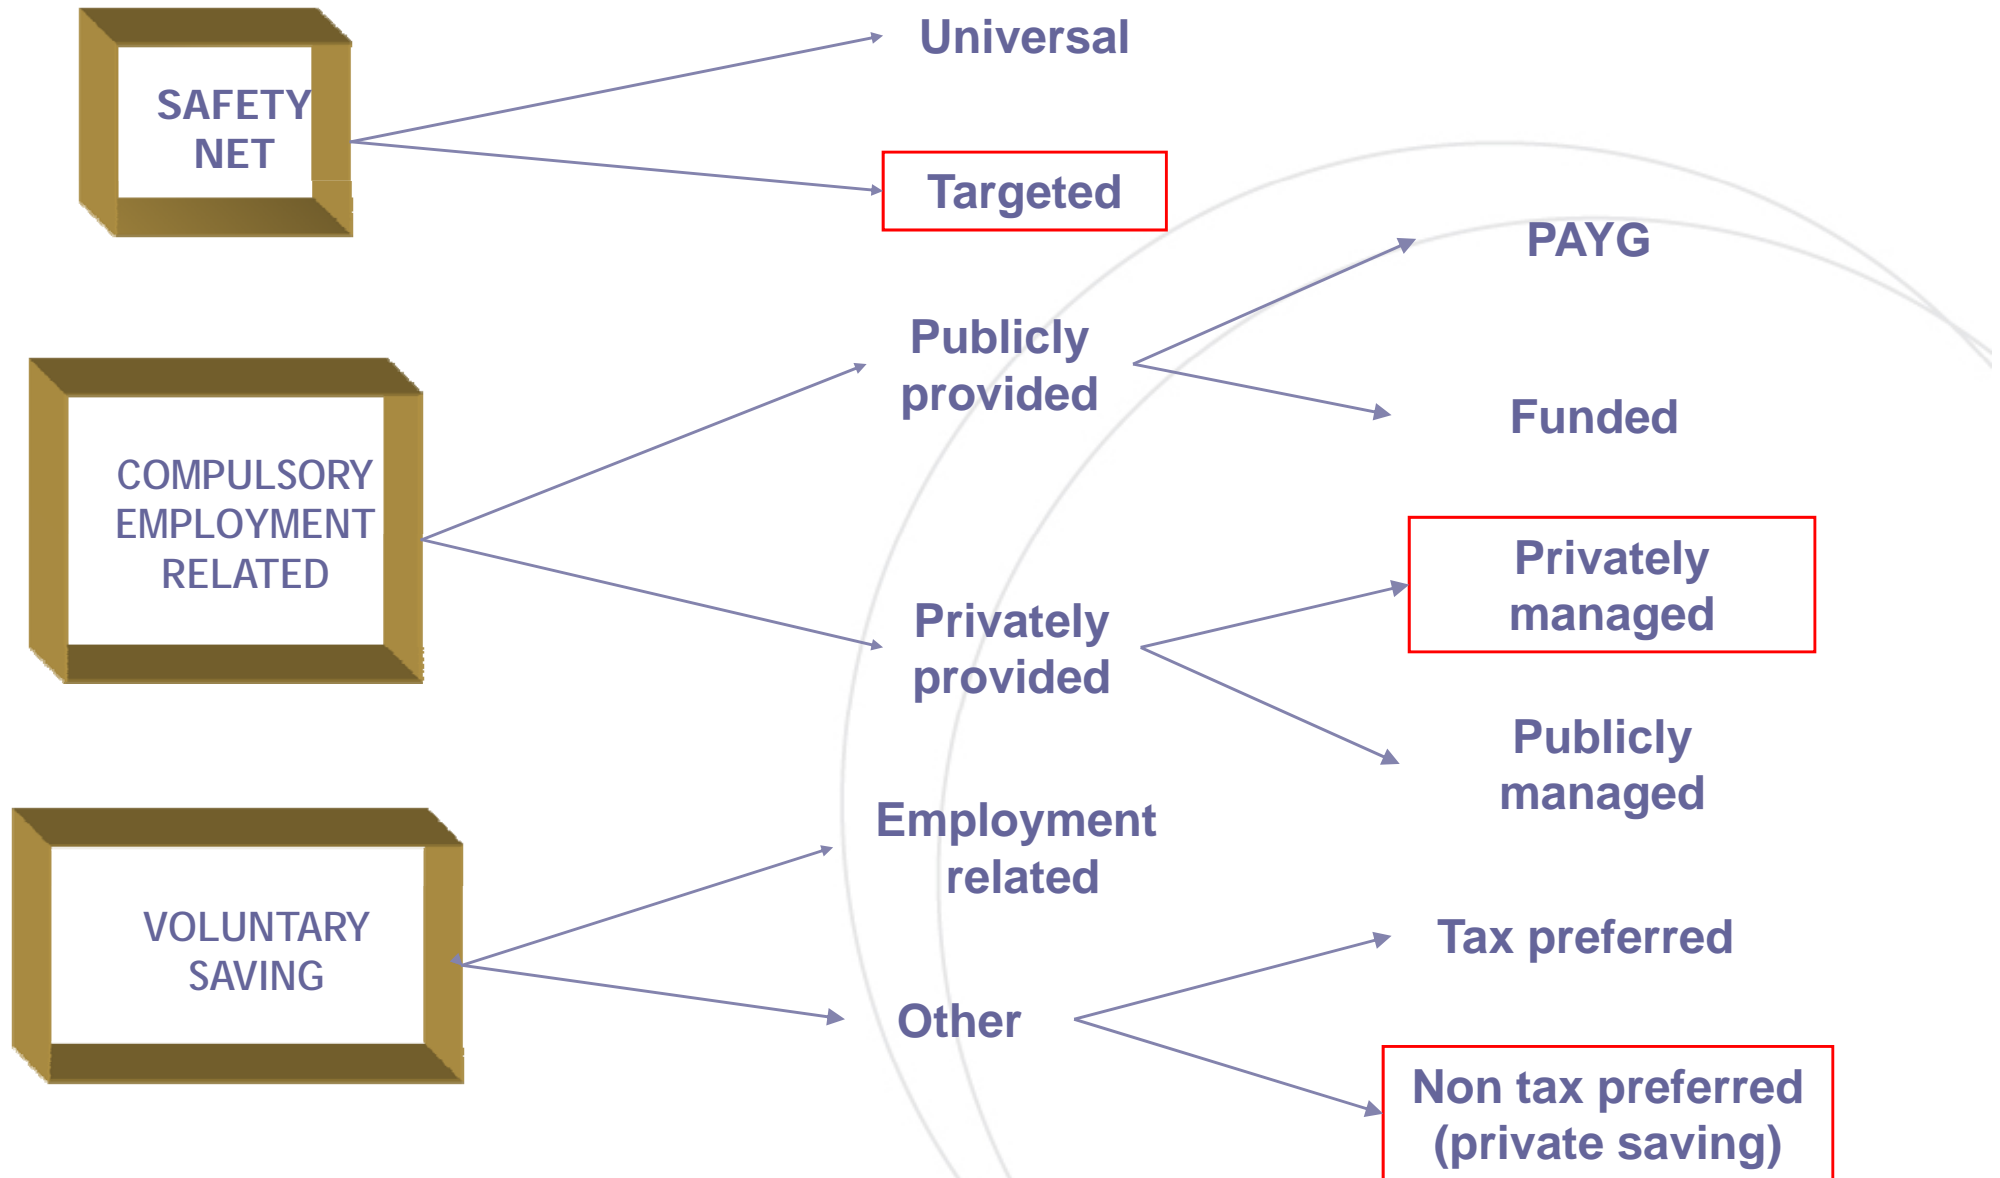 SAFETY
NET
Universal
Targeted
COMPULSORY
EMPLOYMENT
RELATED
Publicly
provided
PAYG
Funded
Privately
provided
Privately
managed
Publicly
managed
VOLUNTARY
SAVING
Employment
related
Other
Tax preferred
Non tax preferred
(private saving)